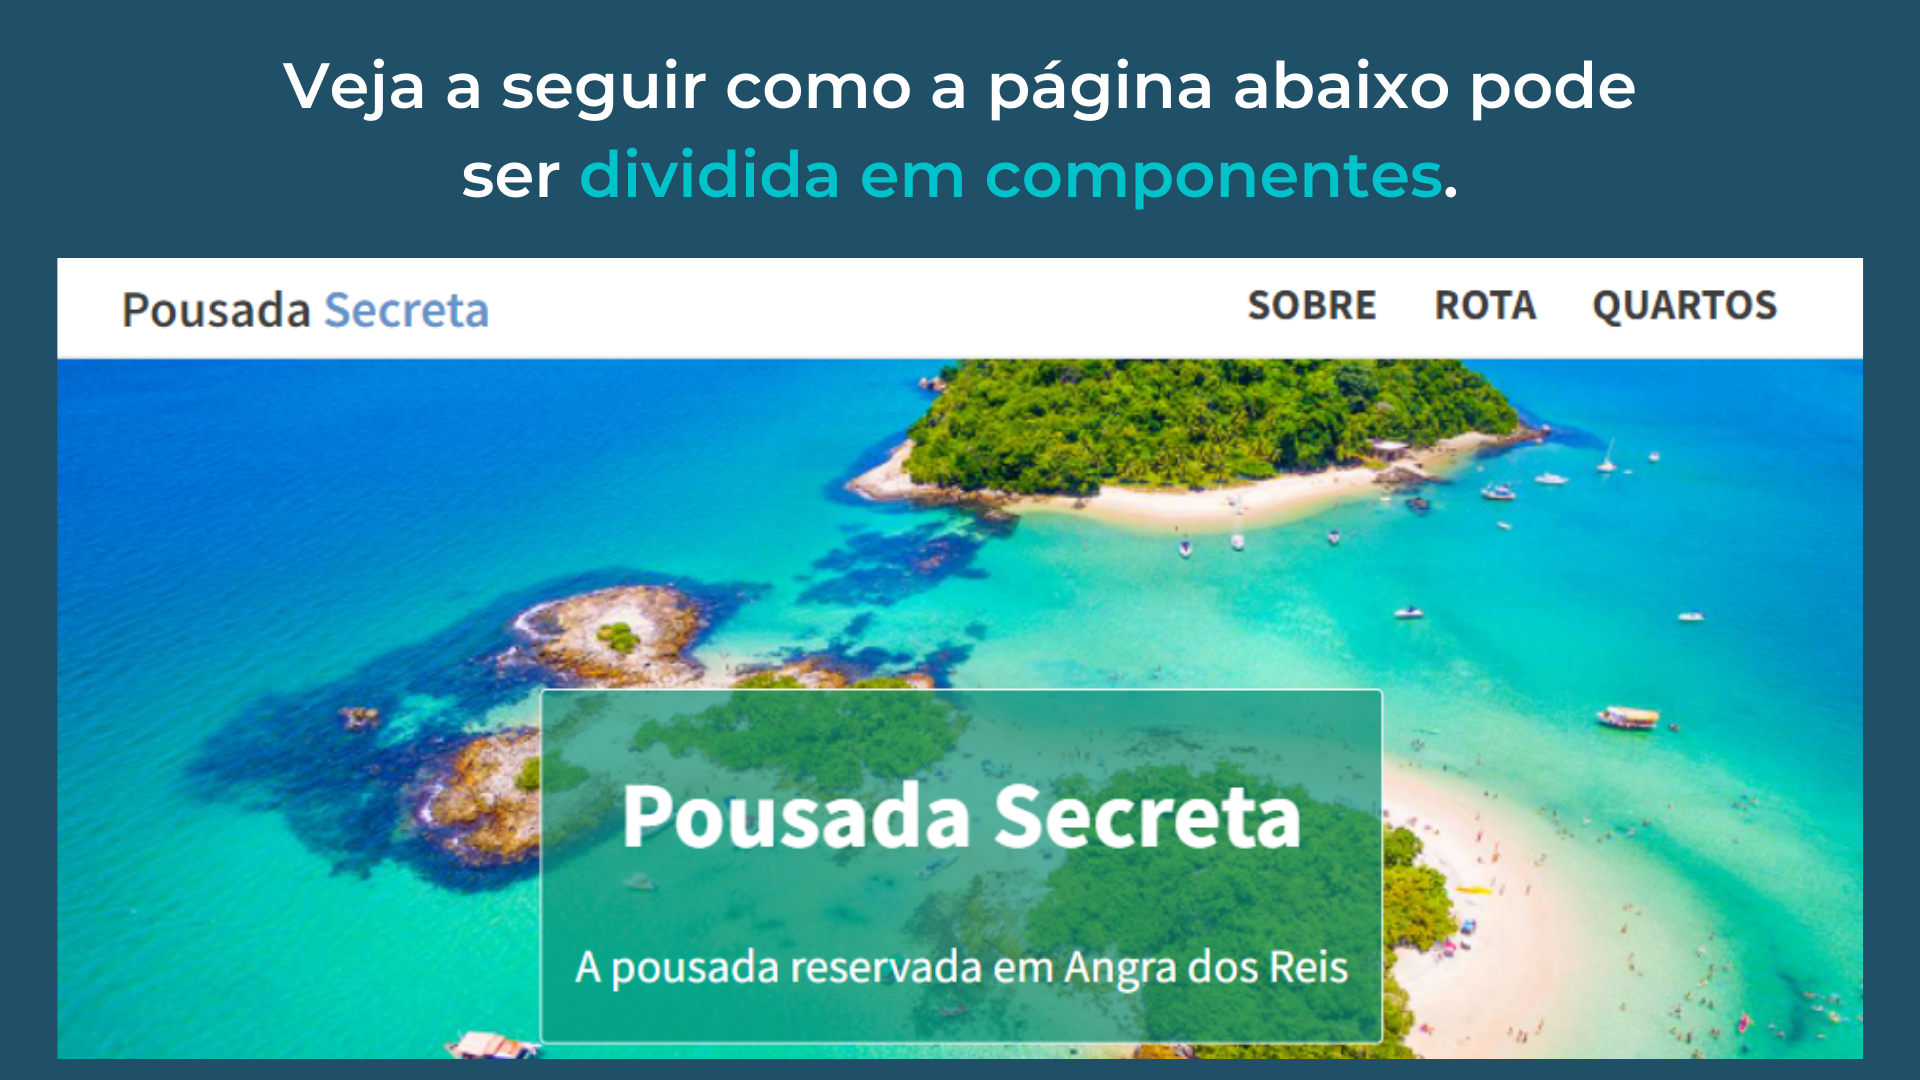 Veja a seguir como a página abaixo pode
ser dividida em componentes.
Pousada Secreta
SOBRE ROTA QUARTOS
Pousada Secreta
A pousada reservada em Angra dos Reis